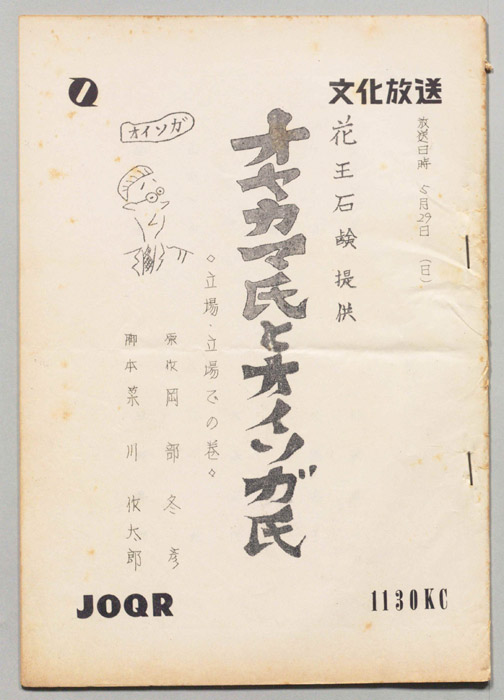 文化放送
放送日時 5月29日 (日)
花王石鹸提供
オヤカマ氏とオイソガ氏
◇立場・立場での巻◇
原作 岡部冬彦
脚本 菜川作太郎
オイソガ
JOQR
1130KC